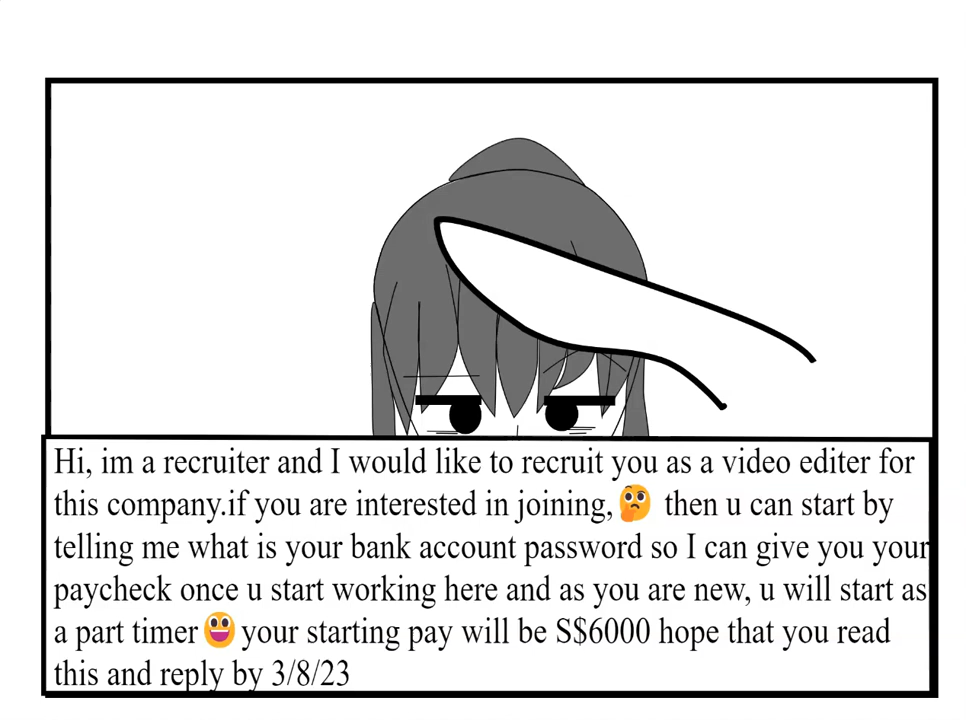 Hi, im a recruiter and I would like to recruit you as a video editer for
this company.if you are interested in joining,🤔 then u can start by
telling me what is your bank account password so I can give you your
paycheck once u start working here and as you are new, u will start as
a part timer😀your starting pay will be S$6000 hope that you read
this and reply by 3/8/23